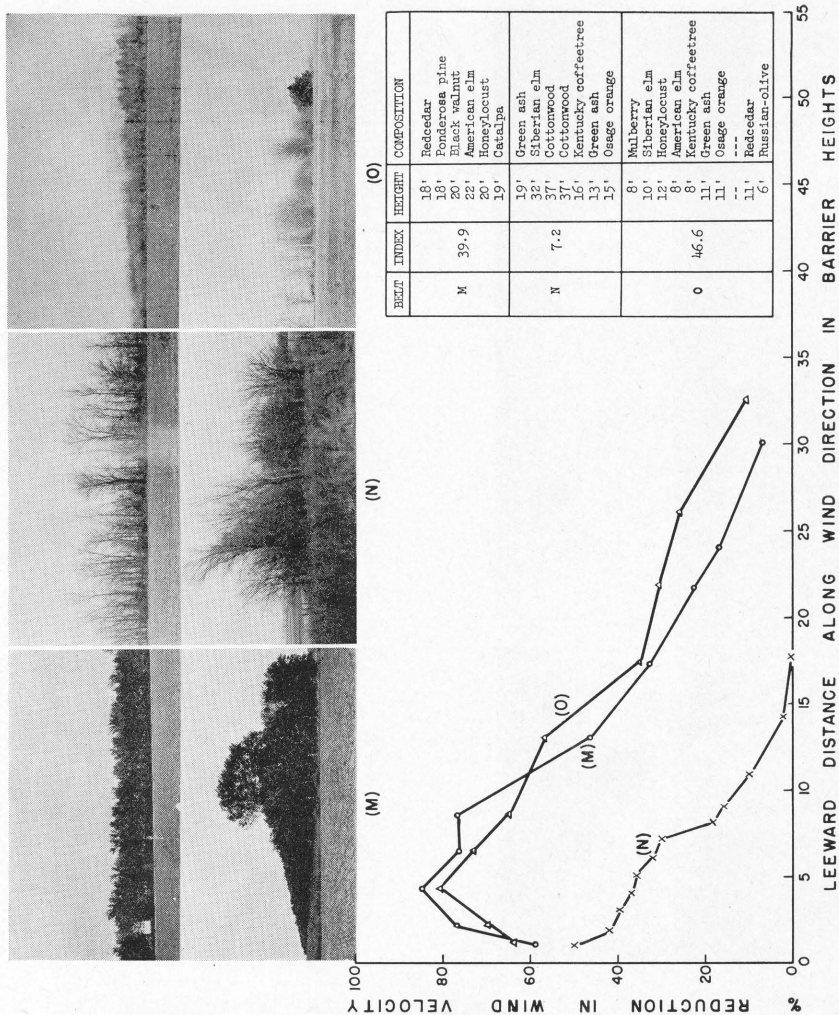 (M)
(N)
(O)
BELT INDEX HEIGHT COMPOSITION
M 39.9
18' Redcedar
18' Ponderosa pine
20' Black walnut
22' American elm
20' Honeylocust
19' Catalpa
N 7.2
19' Green ash
32' Siberian elm
37' Cottonwood
37' Cottonwood
16' Kentucky coffeetree
13' Green ash
15' Osage orange
O 46.6
8' Mulberry
10' Siberian elm
12' Honeylocust
8' American elm
8' Kentucky coffeetree
11' Green ash
11' Osage orange
-- ---
11' Redcedar
6' Russian-olive
% REDUCTION IN WIND VELOCITY
100
80
60
40
20
0
(O)
(M)
(N)
0 5 10 15 20 25 30 35 40 45 50 55
LEEWARD DISTANCE ALONG WIND DIRECTION IN BARRIER HEIGHTS